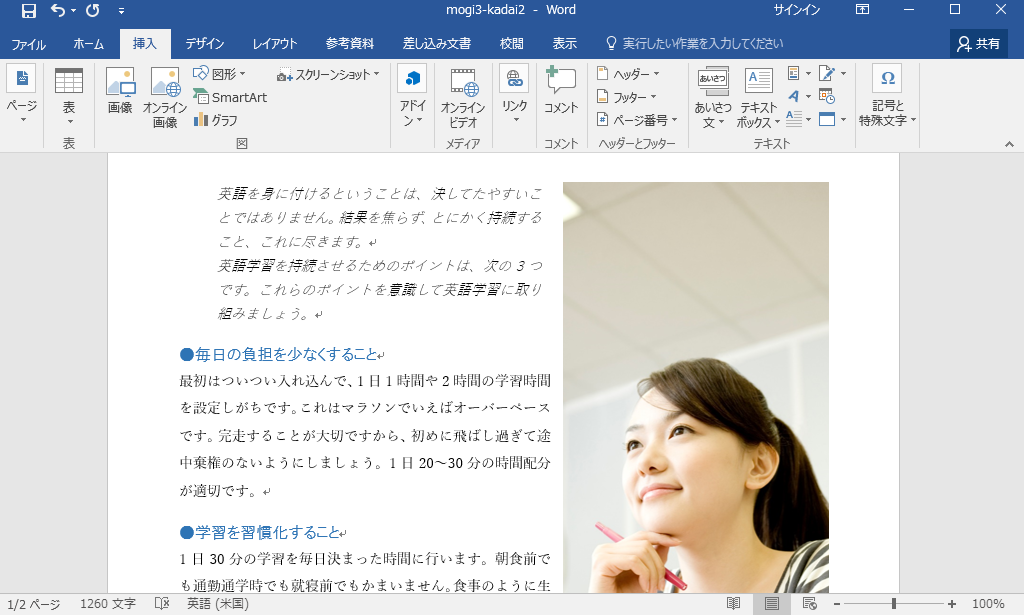 mogi3-kadai2 - Word
サインイン
ファイル ホーム 挿入 デザイン レイアウト 参考資料 差し込み文書 校閲 表示 実行したい作業を入力してください 共有
ページ
表
表
画像
オンライン
画像
図形
SmartArt
グラフ
スクリーンショット
図
アドイ
ン
オンライン
ビデオ
メディア
リンク
コメント
コメント
ヘッダー
フッター
ページ番号
ヘッダーとフッター
あいさつ
あいさつ
文
A
テキスト
ボックス
テキスト
Ω
記号と
特殊文字
英語を身に付けるということは、決してたやすいこ
とではありません。結果を焦らず、とにかく持続する
こと、これに尽きます。
英語学習を持続させるためのポイントは、次の 3 つ
です。これらのポイントを意識して英語学習に取り
組みましょう。
●毎日の負担を少なくすること
最初はついつい入れ込んで、1 日 1 時間や 2 時間の学習時間
を設定しがちです。これはマラソンでいえばオーバーペース
です。完走することが大切ですから、初めに飛ばし過ぎて途
中棄権のないようにしましょう。1 日 20～30 分の時間配分
が適切です。
●学習を習慣化すること
1 日 30 分の学習を毎日決まった時間に行います。朝食前で
も通勤通学時でも就寝前でもかまいません。食事のように生
1/2 ページ 1260 文字 英語 (米国) 100%